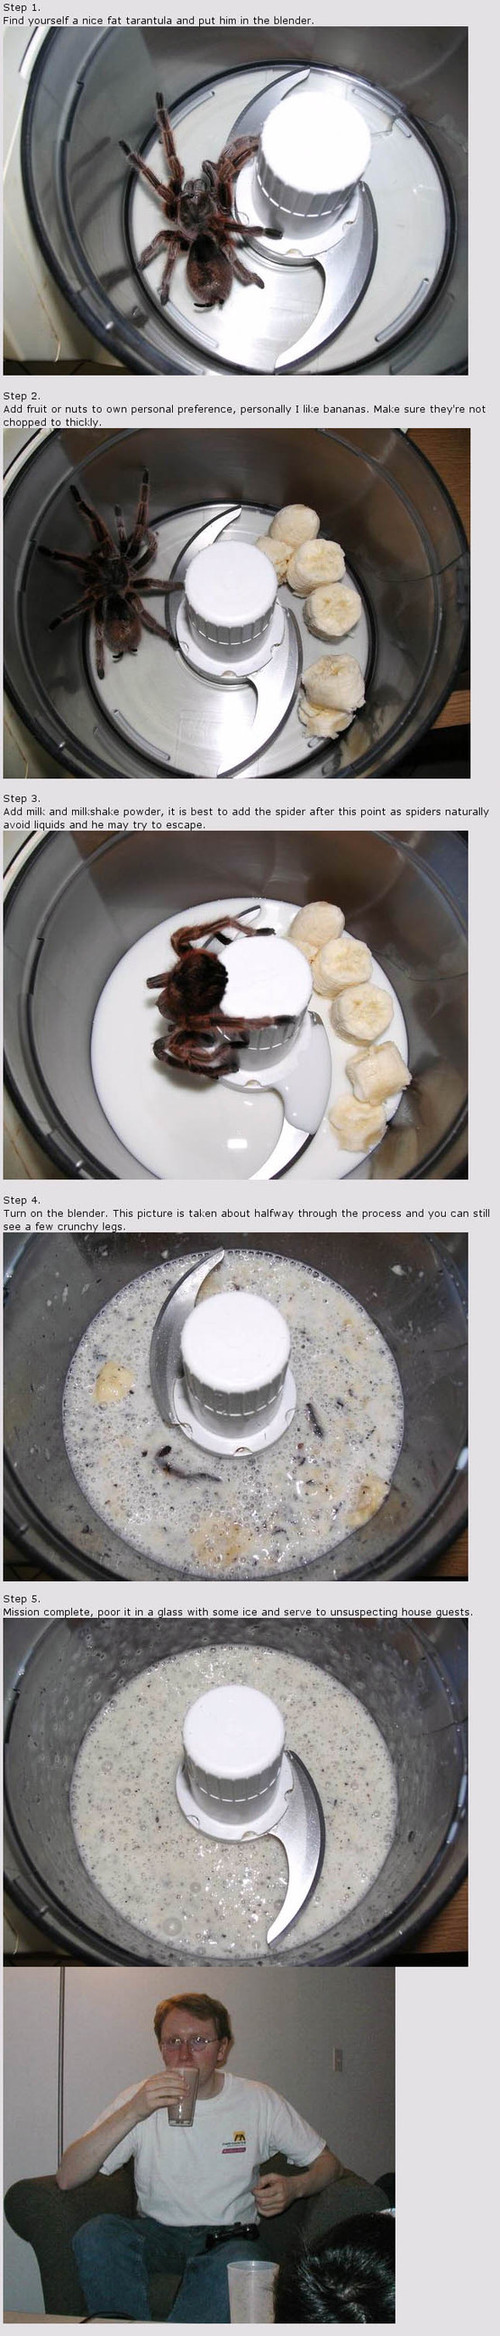 Step 1.
Find yourself a nice fat tarantula and put him in the blender.
Step 2.
Add fruit or nuts to own personal preference, personally I like bananas. Make sure they're not
chopped to thickly.
Step 3.
Add milk and milkshake powder, it is best to add the spider after this point as spiders naturally
avoid liquids and he may try to escape.
Step 4.
Turn on the blender. This picture is taken about halfway through the process and you can still
see a few crunchy legs.
Step 5.
Mission complete, poor it in a glass with some ice and serve to unsuspecting house guests.